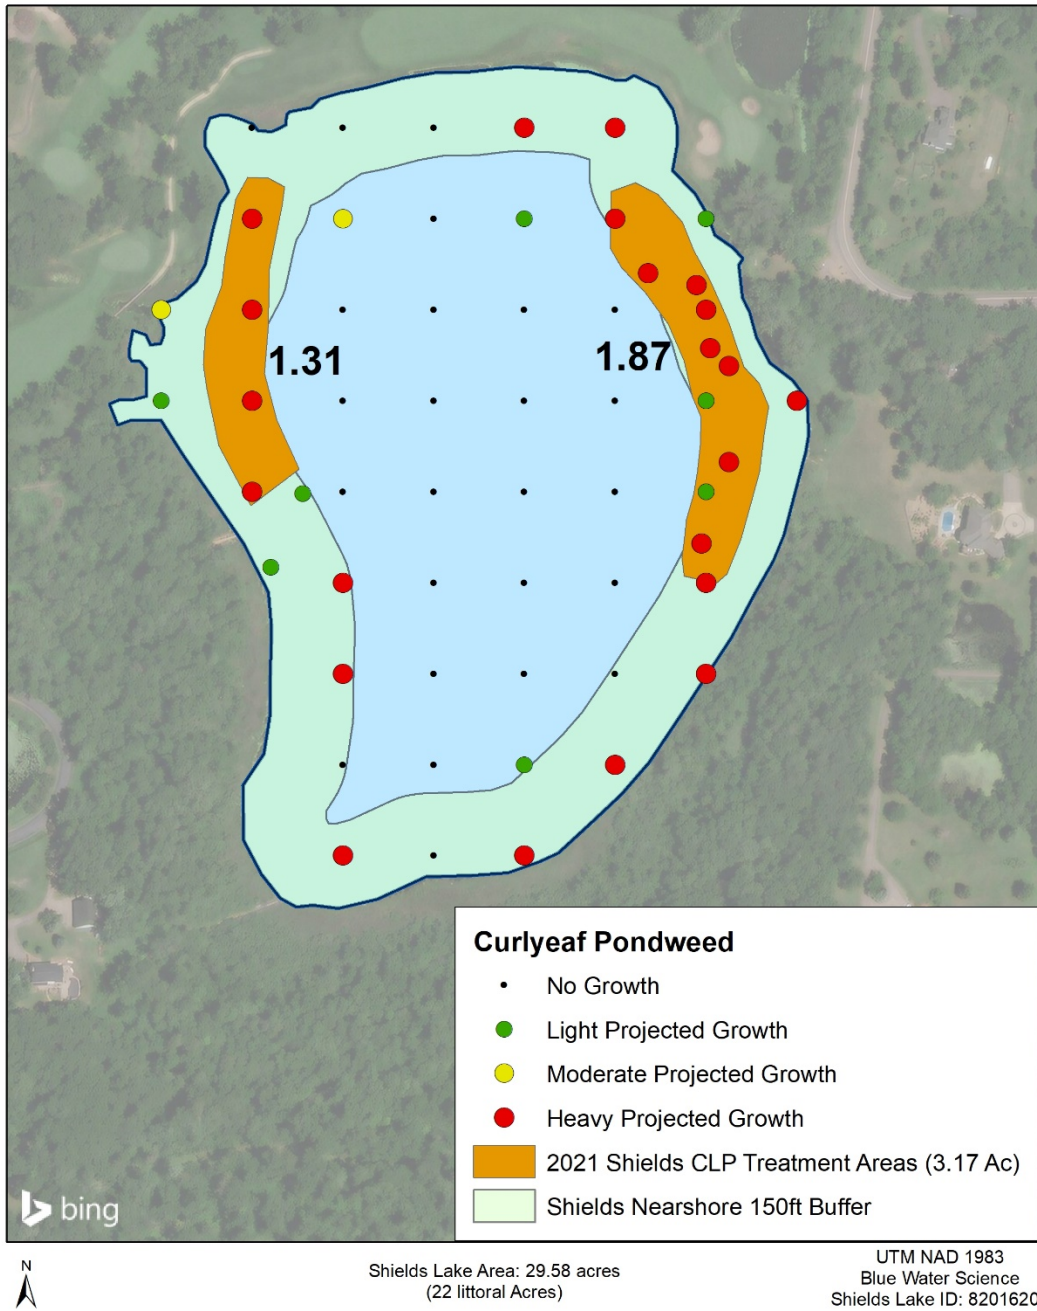 1.31
1.87
Curlyeaf Pondweed
No Growth
Light Projected Growth
Moderate Projected Growth
Heavy Projected Growth
2021 Shields CLP Treatment Areas (3.17 Ac)
Shields Nearshore 150ft Buffer
bing
N
Shields Lake Area: 29.58 acres
(22 littoral Acres)
UTM NAD 1983
Blue Water Science
Shields Lake ID: 8201620